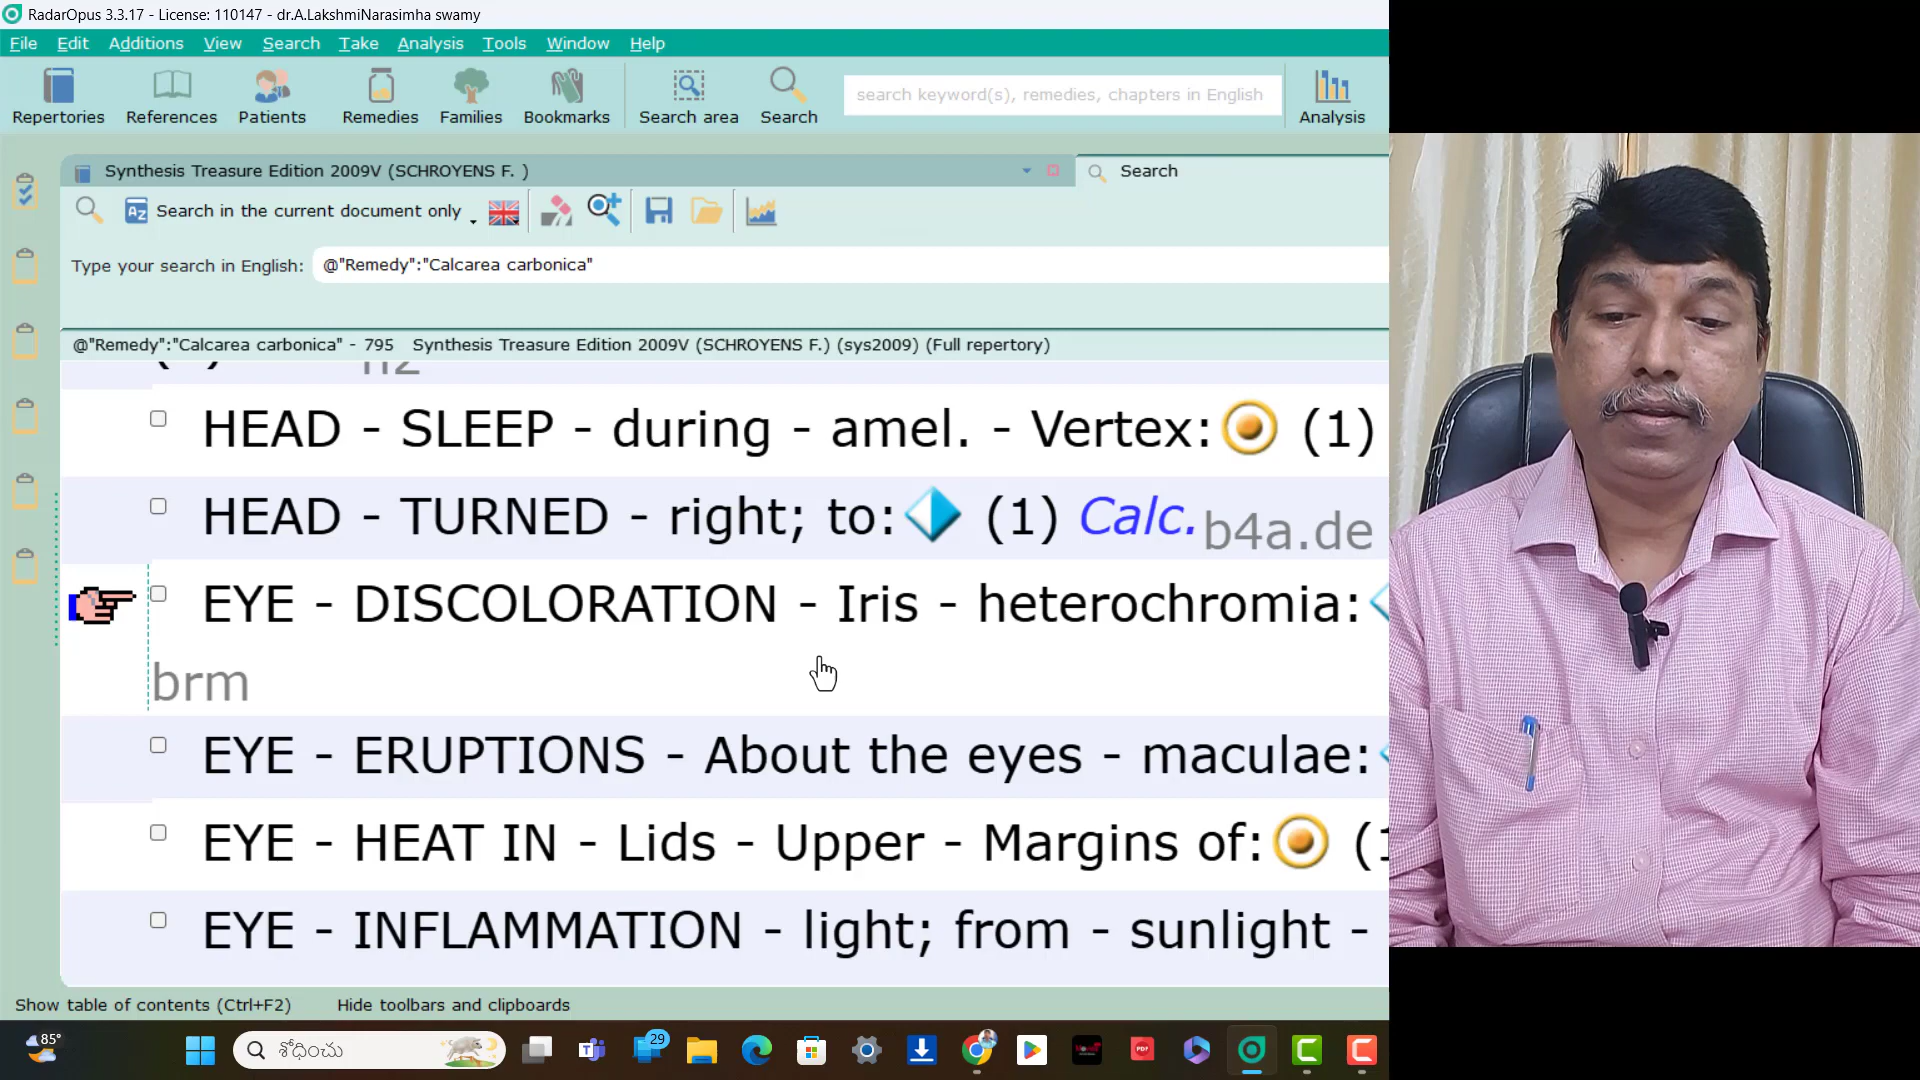 RadarOpus 3.3.17 - License: 110147 - dr.A.LakshmiNarasimha swamy
File Edit Additions View Search Take Analysis Tools Window Help
Repertories References Patients Remedies Families Bookmarks Search area Search search keyword(s), remedies, chapters in English Analysis
Synthesis Treasure Edition 2009V (SCHROYENS F. ) Search
Search in the current document only
Type your search in English: @"Remedy":"Calcarea carbonica"
@"Remedy":"Calcarea carbonica" - 795 Synthesis Treasure Edition 2009V (SCHROYENS F.) (sys2009) (Full repertory)
HEAD - SLEEP - during - amel. - Vertex: (1)
HEAD - TURNED - right; to: (1) Calc. b4a.de
EYE - DISCOLORATION - Iris - heterochromia:
brm
EYE - ERUPTIONS - About the eyes - maculae:
EYE - HEAT IN - Lids - Upper - Margins of: (1
EYE - INFLAMMATION - light; from - sunlight -
Show table of contents (Ctrl+F2) Hide toolbars and clipboards
85° శోధించు 29